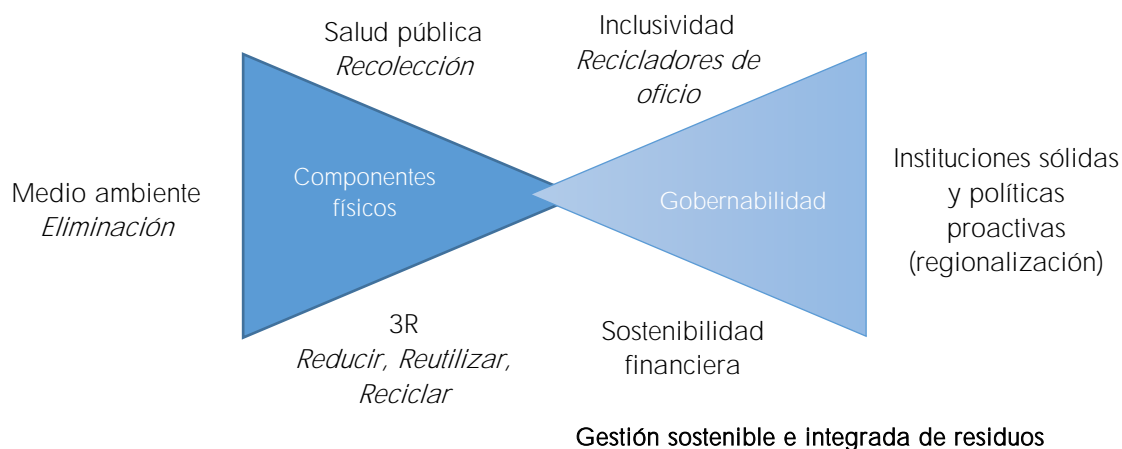 Salud pública
Recolección
Inclusividad
Recicladores de
oficio
Medio ambiente
Eliminación
Componentes
físicos
Gobernabilidad
Instituciones sólidas
y políticas
proactivas
(regionalización)
3R
Reducir, Reutilizar,
Reciclar
Sostenibilidad
financiera
Gestión sostenible e integrada de residuos